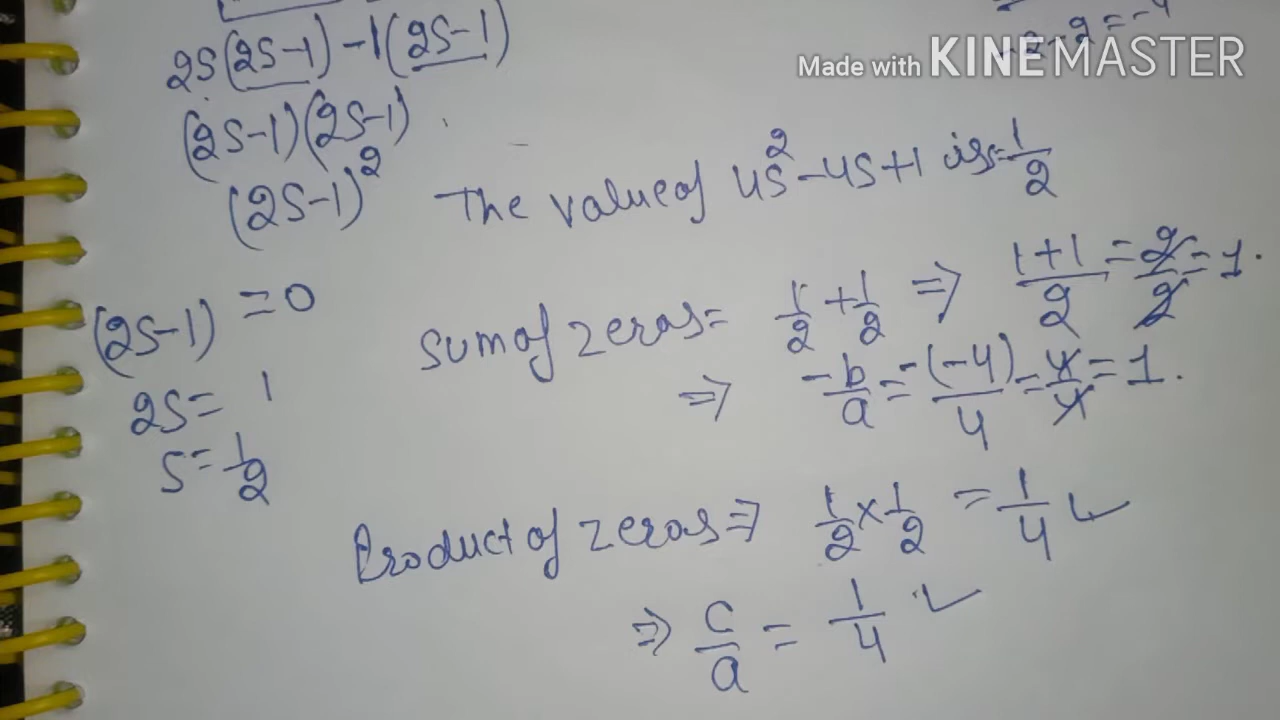 -2-2=-4
Made with KINEMASTER
2S(2S-1)-1(2S-1)
(2S-1)(2S-1)
(2S-1)²
The value of 4S²-4S+1 is=1/2
(2S-1)=0
2S=1
S=1/2
Sum of zeros= 1/2+1/2 ⇒ 1+1/2=2/2=1.
⇒ -b/a=-(-4)/4=4/4=1.
Product of zeros⇒ 1/2×1/2=1/4 ✓
⇒ c/a=1/4 ✓